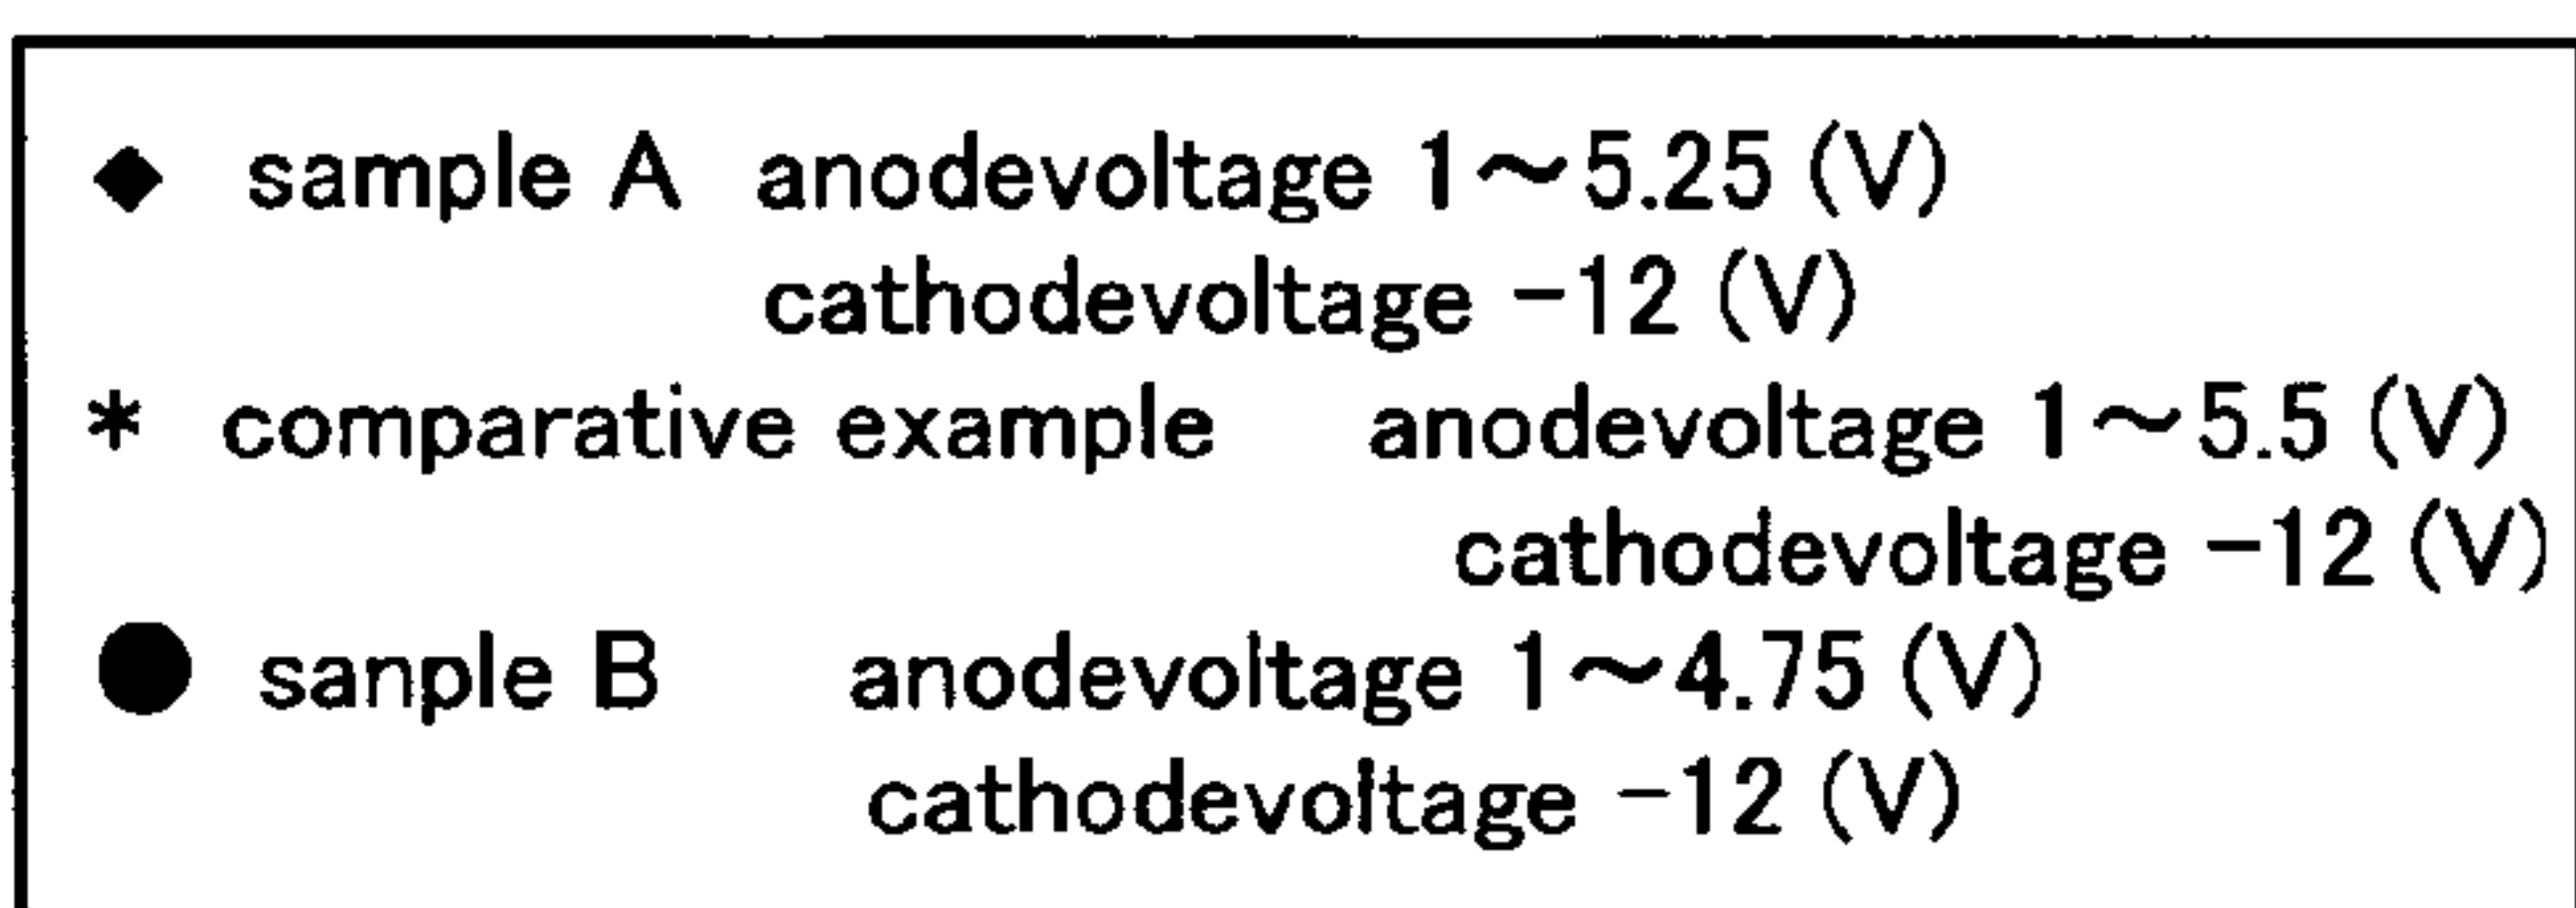 ◆ sample A anodevoltage 1～5.25 (V)
cathodevoltage −12 (V)
* comparative example anodevoltage 1～5.5 (V)
cathodevoltage −12 (V)
● sanple B anodevoltage 1～4.75 (V)
cathodevoltage −12 (V)